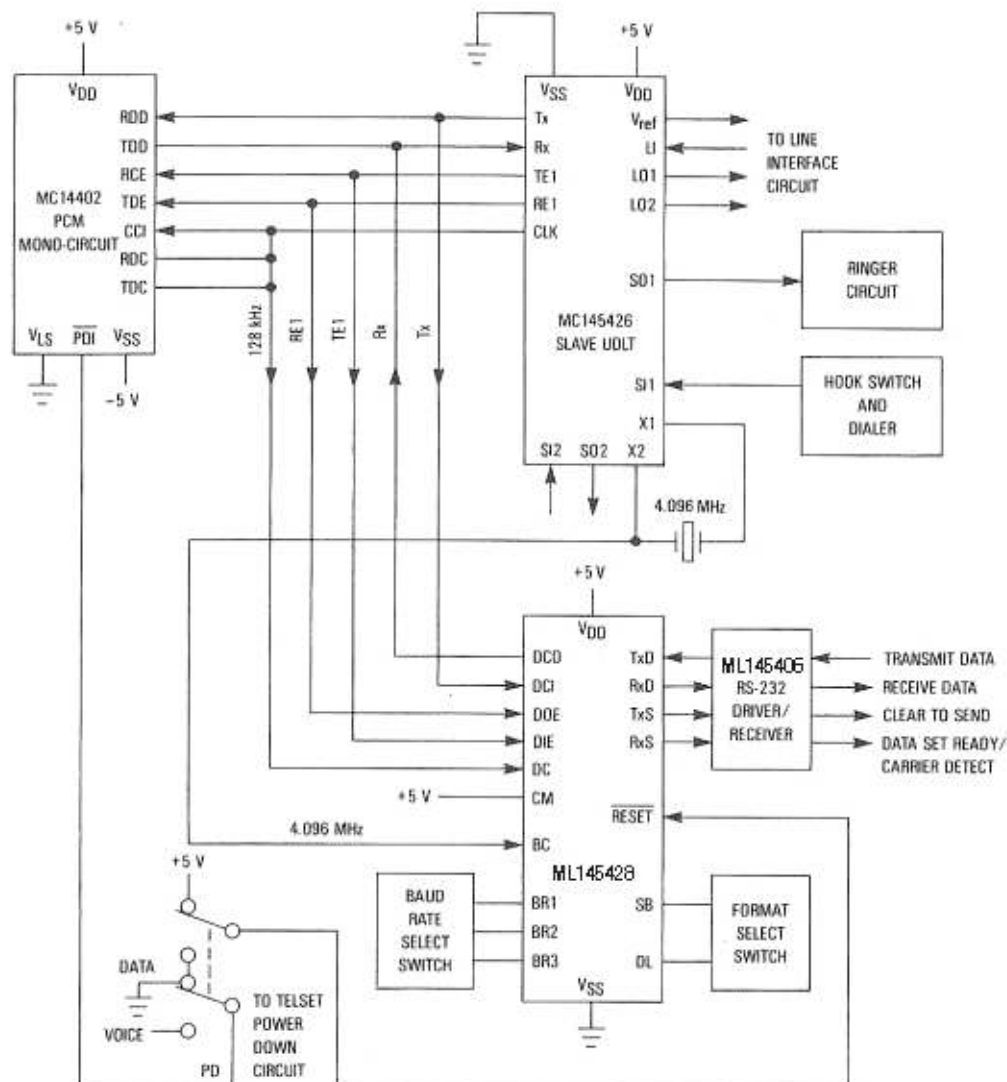 +5 V
VDD
RDD
TDD
RCE
TDE
CCI
RDC
TDC
MC14402
PCM
MONO-CIRCUIT
VLS
PDI
VSS
-5 V
128 kHz
RE1
TE1
Rx
Tx
+5 V
VSS
VDD
Tx
Rx
TE1
RE1
CLK
Vref
LI
LO1
LO2
TO LINE
INTERFACE
CIRCUIT
SO1
RINGER
CIRCUIT
MC145426
SLAVE UDLT
SI1
X1
HOOK SWITCH
AND
DIALER
SI2
SO2
X2
4.096 MHz
+5 V
VDD
DCO
DCI
DOE
DIE
DC
CM
BC
BR1
BR2
BR3
TxD
RxD
TxS
RxS
RESET
SB
DL
VSS
ML145428
ML145406
RS-232
DRIVER/
RECEIVER
TRANSMIT DATA
RECEIVE DATA
CLEAR TO SEND
DATA SET READY/
CARRIER DETECT
+5 V
4.096 MHz
BAUD
RATE
SELECT
SWITCH
FORMAT
SELECT
SWITCH
+5 V
DATA
VOICE
PD
TO TELSET
POWER
DOWN
CIRCUIT